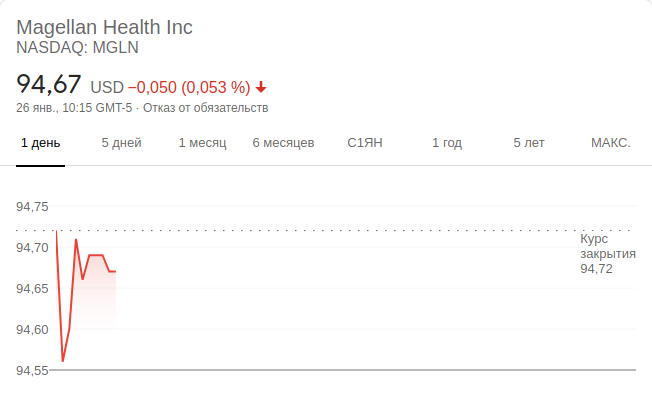 Magellan Health Inc
NASDAQ: MGLN
94,67 USD −0,050 (0,053 %)
26 янв., 10:15 GMT-5 · Отказ от обязательств
1 день 5 дней 1 месяц 6 месяцев С1ЯН 1 год 5 лет МАКС.
94,75
94,70
94,65
94,60
94,55
Курс
закрытия
94,72